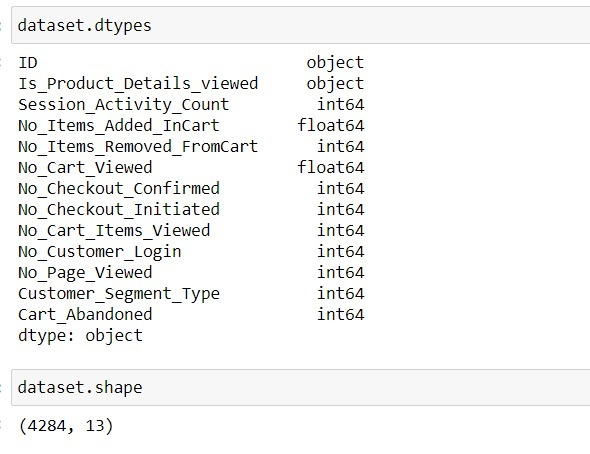 dataset.dtypes
ID object
Is_Product_Details_viewed object
Session_Activity_Count int64
No_Items_Added_InCart float64
No_Items_Removed_FromCart int64
No_Cart_Viewed float64
No_Checkout_Confirmed int64
No_Checkout_Initiated int64
No_Cart_Items_Viewed int64
No_Customer_Login int64
No_Page_Viewed int64
Customer_Segment_Type int64
Cart_Abandoned int64
dtype: object
dataset.shape
(4284, 13)